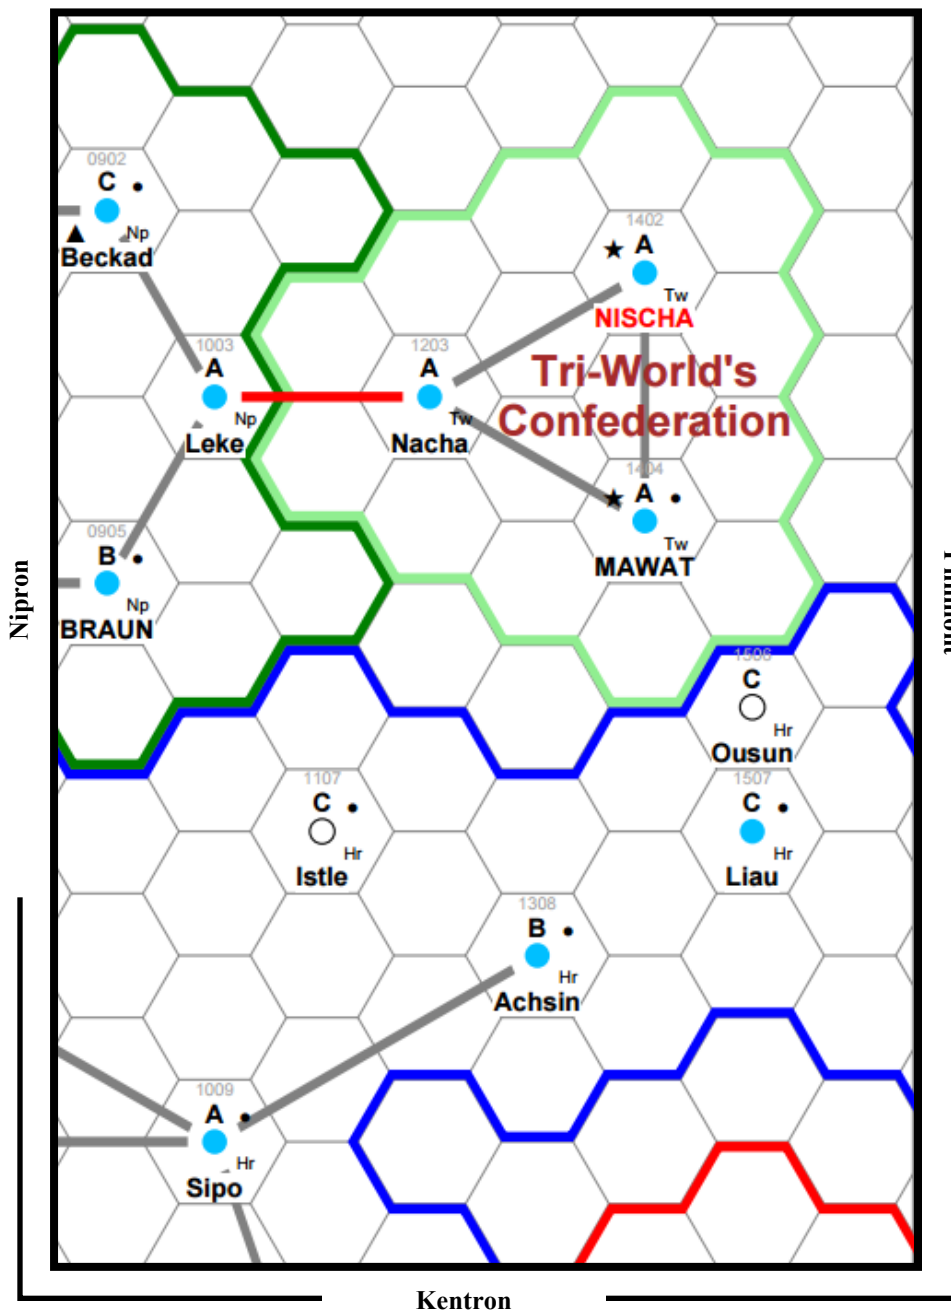 0902
C
Np
Beckad
1402
A
Tw
NISCHA
1003
A
Np
Leke
1203
A
Tw
Nacha
Tri-World's
Confederation
1404
A
Tw
MAWAT
0905
B
Np
BRAUN
Nipron
1506
C
Hr
Ousun
1107
C
Hr
Istle
1507
C
Hr
Liau
1308
B
Hr
Achsin
1009
A
Hr
Sipo
Kentron